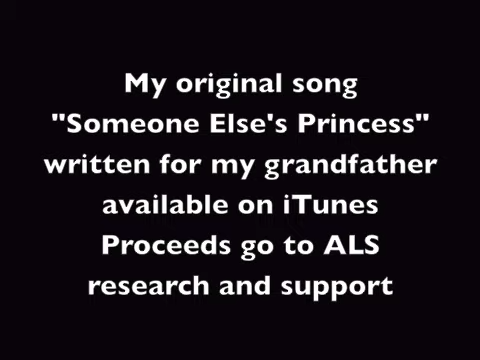 My original song
"Someone Else's Princess"
written for my grandfather
available on iTunes
Proceeds go to ALS
research and support